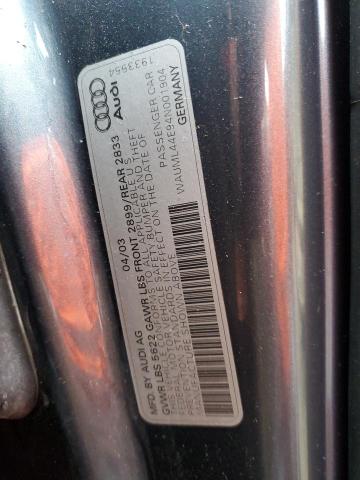 1933554
Audi
MFD. BY AUDI AG 04/03
GVWR LBS 5622 GAWR LBS FRONT 2899/REAR 2833
THIS VEHICLE CONFORMS TO ALL APPLICABLE U.S.
FEDERAL MOTOR VEHICLE SAFETY BUMPER AND THEFT
PREVENTION STANDARDS IN EFFECT ON THE DATE OF
MANUFACTURE SHOWN ABOVE
PASSENGER CAR
WAUML44E94N001904
GERMANY